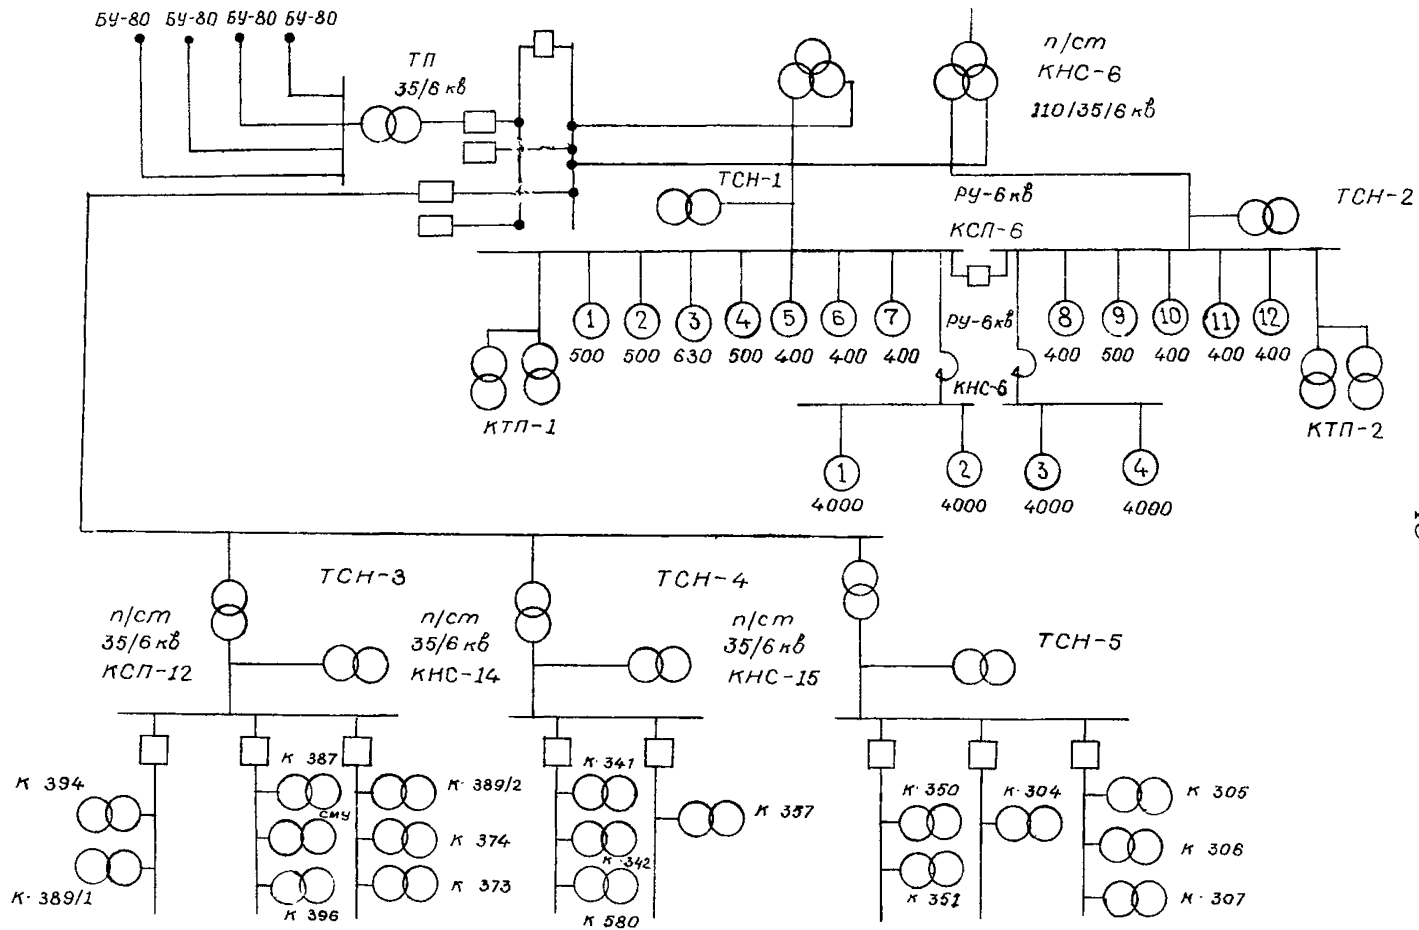 БУ-80 БУ-80 БУ-80 БУ-80
ТП
35/6 кв
п/ст
КНС-6
110/35/6 кв
ТСН-1
РУ-6кв
КСП-6
ТСН-2
1 2 3 4 5 6 7
500 500 630 500 400 400 400
8 9 10 11 12
400 500 400 400 400
РУ-6кв
КНС-6
КТП-1
КТП-2
1 2 3 4
4000 4000 4000 4000
ТСН-3
п/ст
35/6 кв
КСП-12
ТСН-4
п/ст
35/6 кв
КНС-14
ТСН-5
п/ст
35/6 кв
КНС-15
К 394
К·389/1
К 387
СМУ
К 396
К·389/2
К 374
К 373
К·341
К·342
К 580
К 357
К·350
К 351
К·304
К 305
К 306
К·307